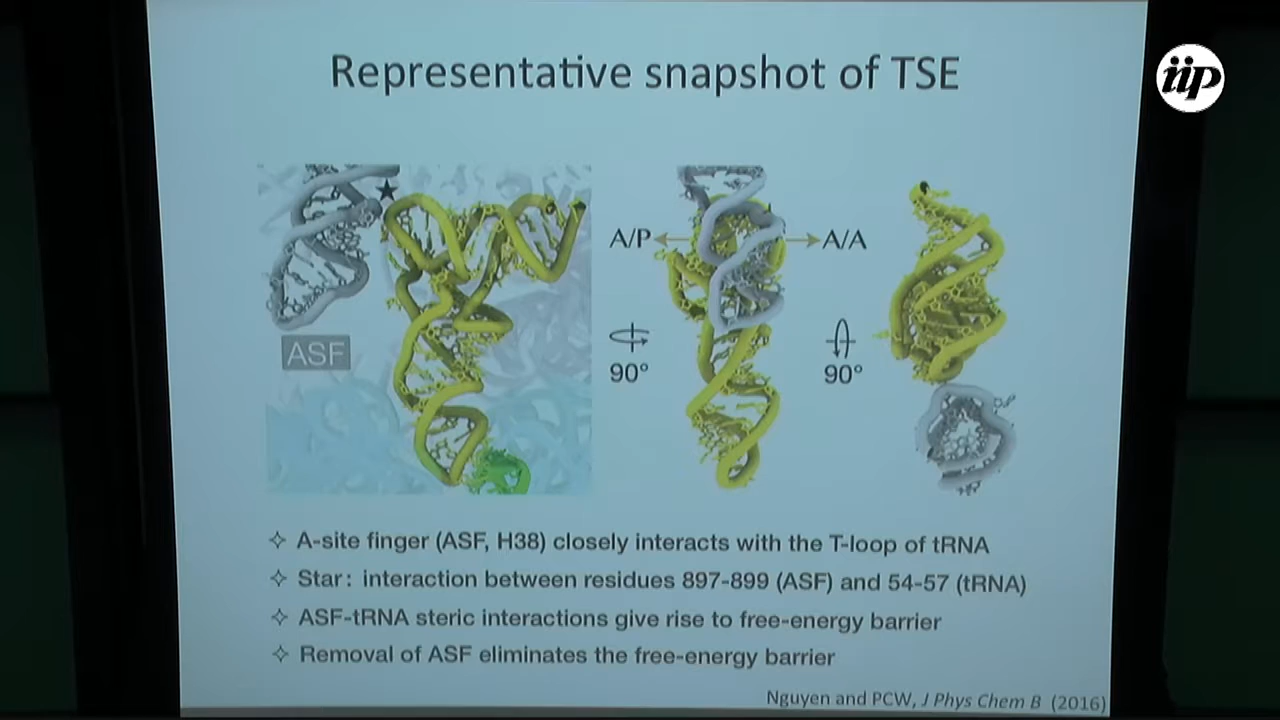 Representative snapshot of TSE
iip
★
ASF
A/P
A/A
90°
90°
✧ A-site finger (ASF, H38) closely interacts with the T-loop of tRNA
✧ Star: interaction between residues 897-899 (ASF) and 54-57 (tRNA)
✧ ASF-tRNA steric interactions give rise to free-energy barrier
✧ Removal of ASF eliminates the free-energy barrier
Nguyen and PCW, J Phys Chem B (2016)